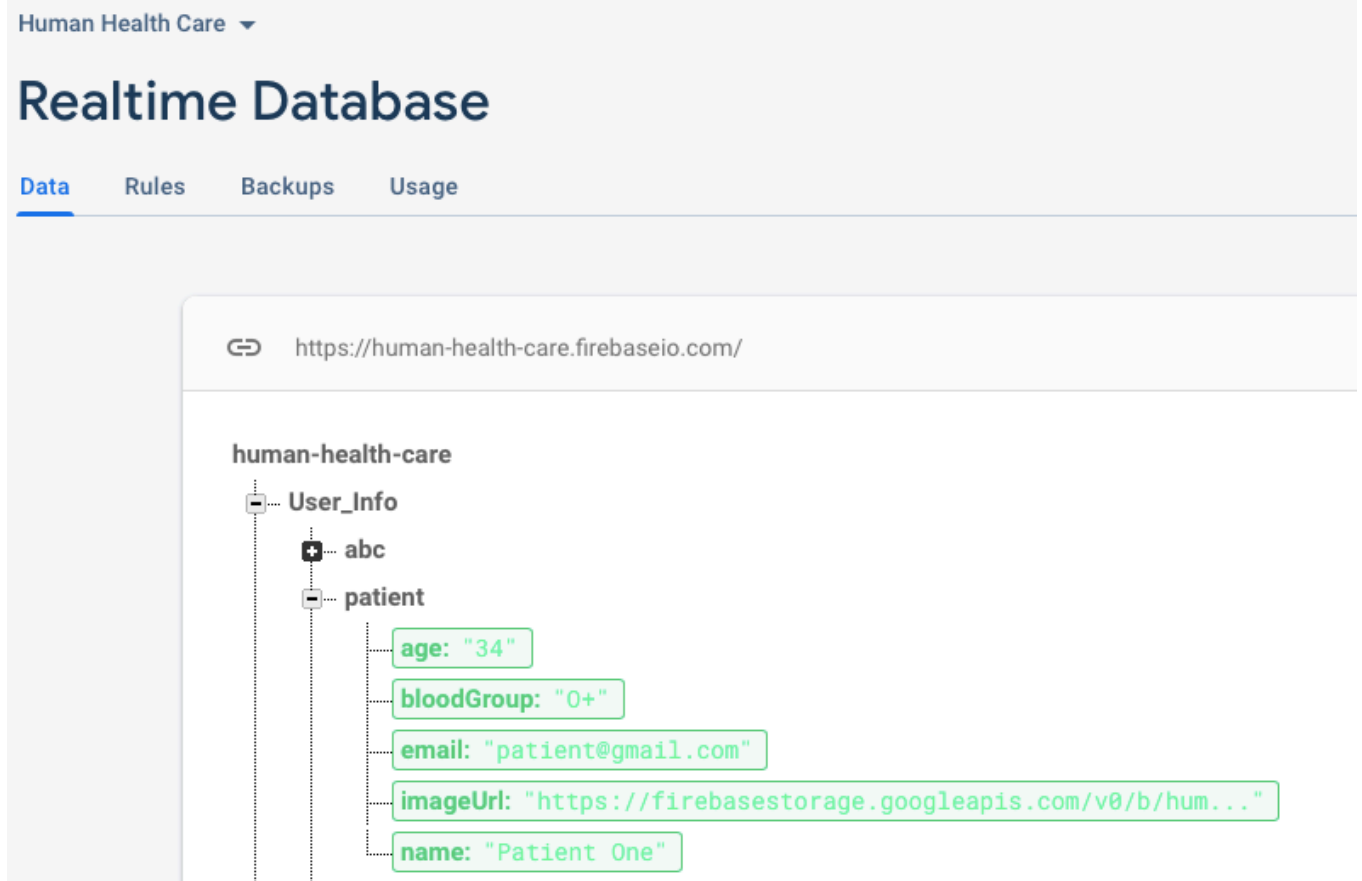 Human Health Care
Realtime Database
Data Rules Backups Usage
https://human-health-care.firebaseio.com/
human-health-care
User_Info
abc
patient
age: "34"
bloodGroup: "O+"
email: "patient@gmail.com"
imageUrl: "https://firebasestorage.googleapis.com/v0/b/hum..."
name: "Patient One"